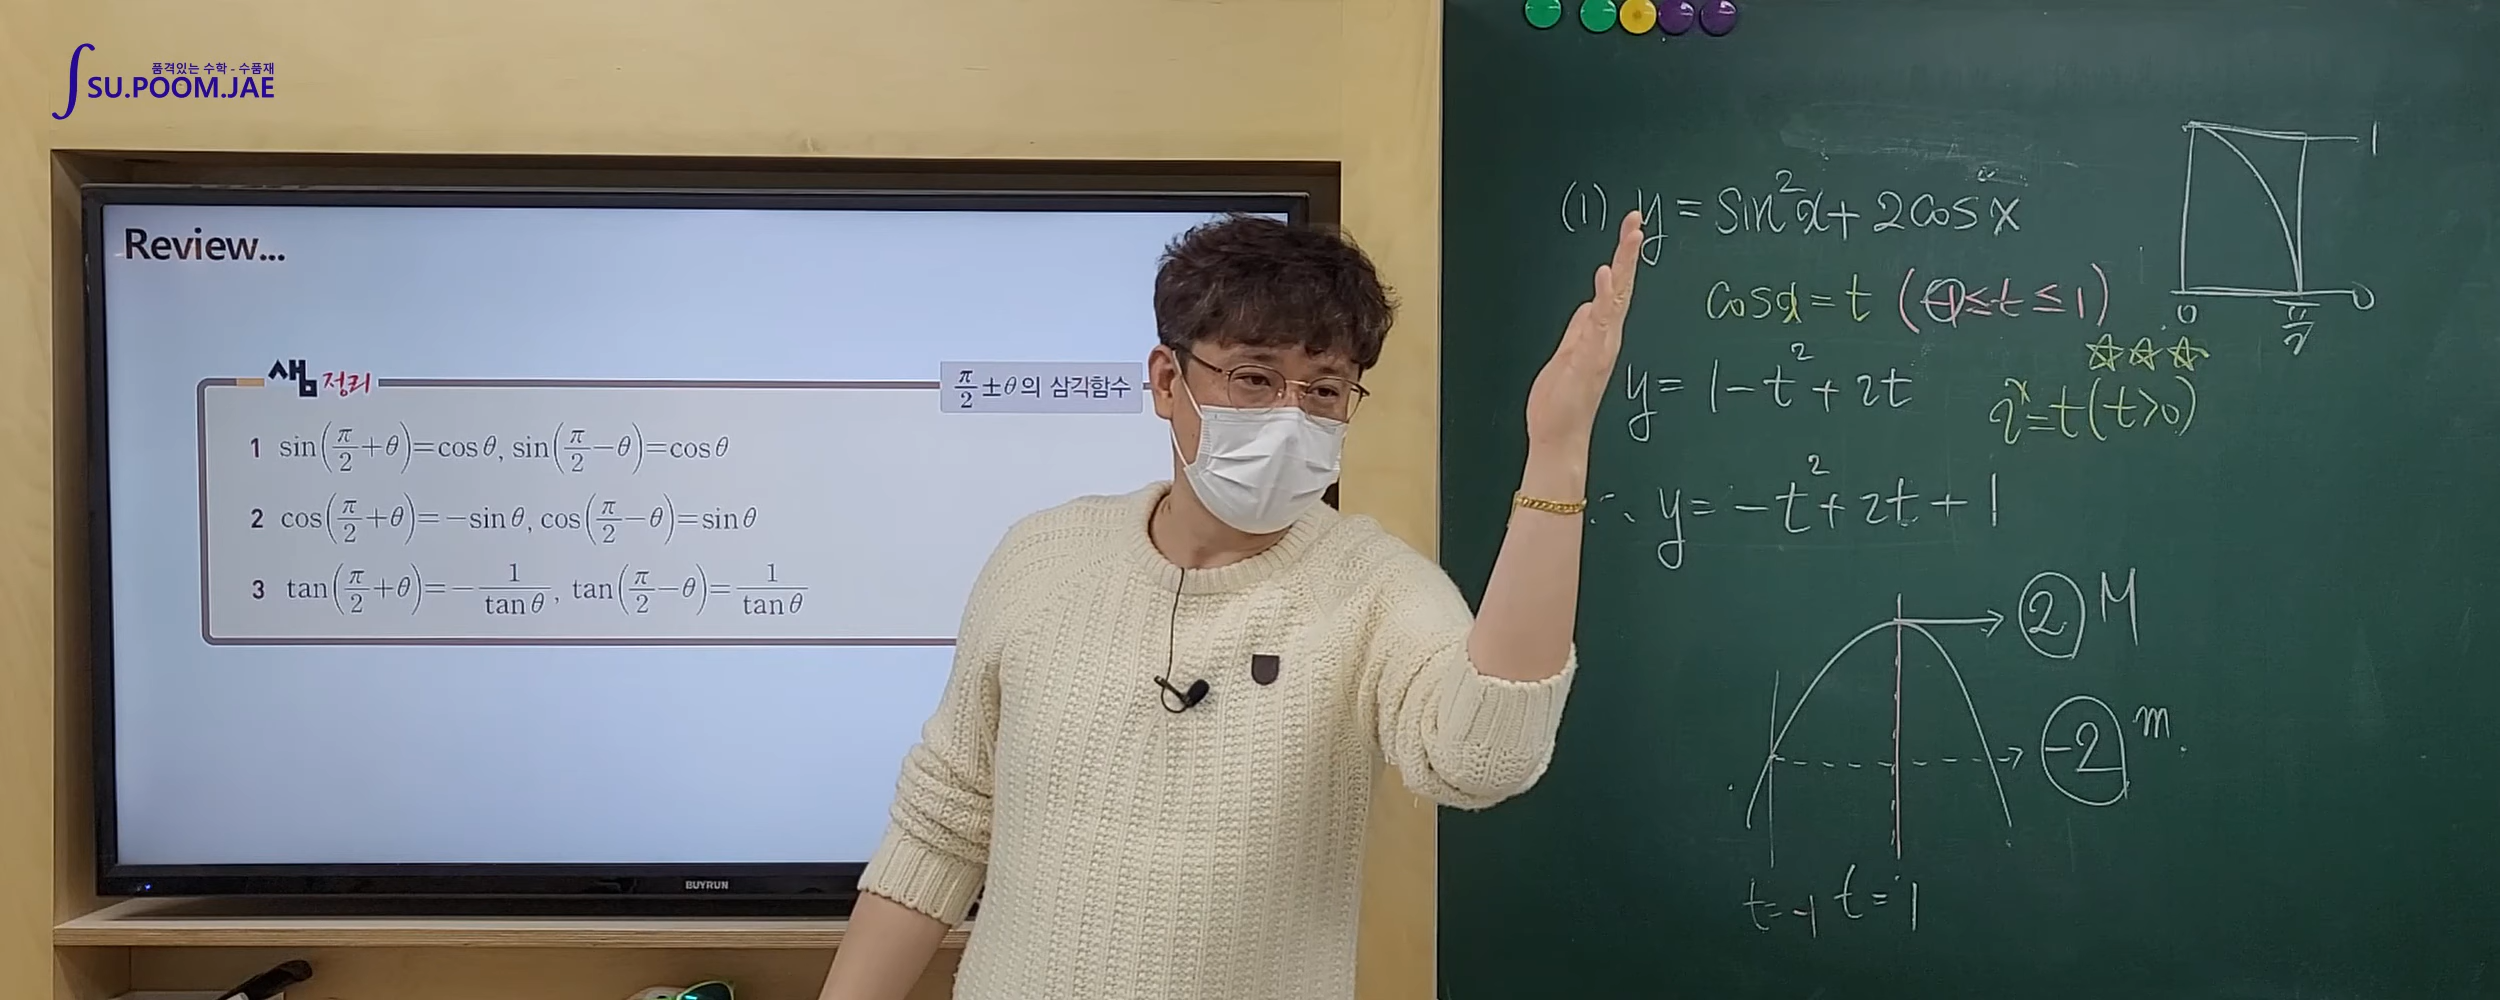 품격있는 수학 - 수품재
SU.POOM.JAE
Review...
샘 정리
π/2 ± θ의 삼각함수
1 sin(π/2+θ)=cosθ, sin(π/2−θ)=cosθ
2 cos(π/2+θ)=−sinθ, cos(π/2−θ)=sinθ
3 tan(π/2+θ)=−1/tanθ, tan(π/2−θ)=1/tanθ
BUYRUN
(1) y = sin²x + 2cosx
cosx = t (-1 ≤ t ≤ 1)
y = 1 - t² + 2t
2ˣ = t (t>0)
∴ y = -t² + 2t + 1
2 M
-2 m
t=-1 t=1
1
0 π/2 0